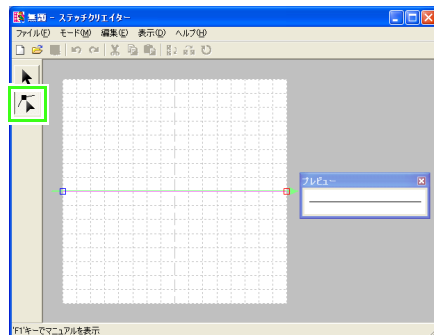 無題 - ステッチクリエイター
ファイル(F) モード(M) 編集(E) 表示(D) ヘルプ(H)
プレビュー
'F1'キーでマニュアルを表示